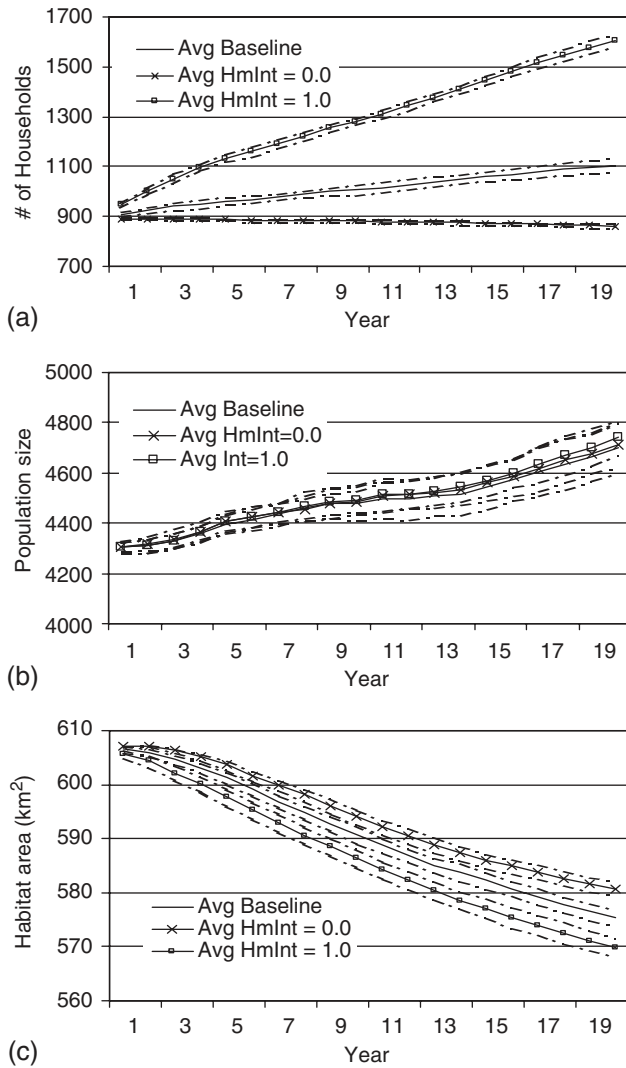 1700
1500
1300
1100
900
700
# of Households
Avg Baseline
Avg HmInt = 0.0
Avg HmInt = 1.0
1 3 5 7 9 11 13 15 17 19
Year
(a)
5000
4800
4600
4400
4200
4000
Population size
Avg Baseline
Avg HmInt=0.0
Avg Int=1.0
1 3 5 7 9 11 13 15 17 19
Year
(b)
610
600
590
580
570
560
Habitat area (km²)
Avg Baseline
Avg HmInt = 0.0
Avg HmInt = 1.0
1 3 5 7 9 11 13 15 17 19
Year
(c)